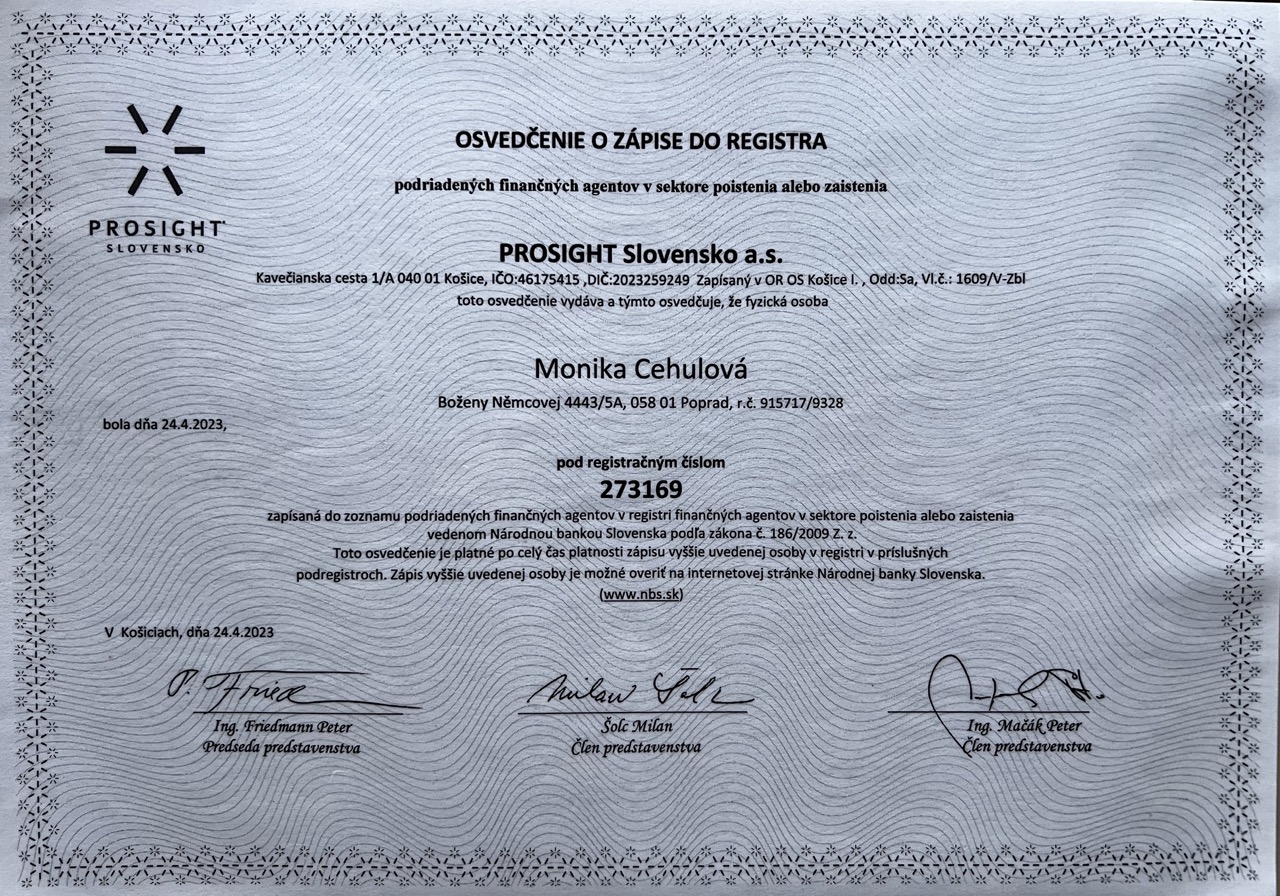 PROSIGHT
SLOVENSKO
OSVEDČENIE O ZÁPISE DO REGISTRA
podriadených finančných agentov v sektore poistenia alebo zaistenia
PROSIGHT Slovensko a.s.
Kavečianska cesta 1/A 040 01 Košice, IČO:46175415 ,DIČ:2023259249 Zapísaný v OR OS Košice I. , Odd:Sa, Vl.č.: 1609/V-Zbl
toto osvedčenie vydáva a týmto osvedčuje, že fyzická osoba
Monika Cehulová
Boženy Němcovej 4443/5A, 058 01 Poprad, r.č. 915717/9328
bola dňa 24.4.2023,
pod registračným číslom
273169
zapísaná do zoznamu podriadených finančných agentov v registri finančných agentov v sektore poistenia alebo zaistenia
vedenom Národnou bankou Slovenska podľa zákona č. 186/2009 Z. z.
Toto osvedčenie je platné po celý čas platnosti zápisu vyššie uvedenej osoby v registri v príslušných
podregistroch. Zápis vyššie uvedenej osoby je možné overiť na internetovej stránke Národnej banky Slovenska.
(www.nbs.sk)
V Košiciach, dňa 24.4.2023
P. Fried
Milan Šolc
Ing. Friedmann Peter
Šolc Milan
Ing. Mačák Peter
Predseda predstavenstva
Člen predstavenstva
Člen predstavenstva